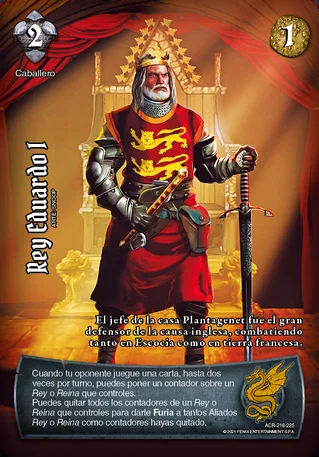 2
1
Caballero
Rey Eduardo I
ARTE: SNOOP
El jefe de la casa Plantagenet fue el gran
defensor de la causa inglesa, combatiendo
tanto en Escocia como en tierra francesa.
Cuando tu oponente juegue una carta, hasta dos
veces por turno, puedes poner un contador sobre un
Rey o Reina que controles.
Puedes quitar todos los contadores de un Rey o
Reina que controles para darle Furia a tantos Aliados
Rey o Reina como contadores hayas quitado.
ACR-216-225
© 2021 FENIX ENTERTAINMENT S.P.A.